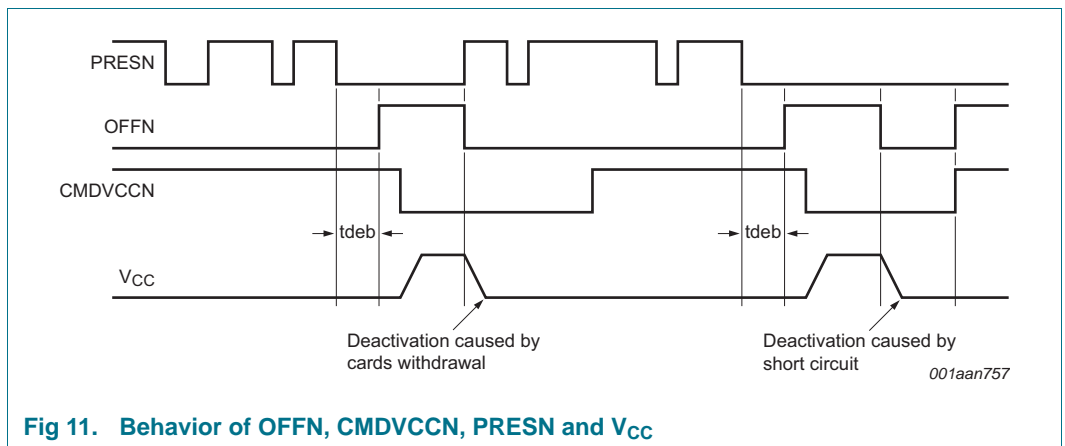 PRESN
OFFN
CMDVCCN
tdeb
tdeb
VCC
Deactivation caused by
cards withdrawal
Deactivation caused by
short circuit
001aan757
Fig 11. Behavior of OFFN, CMDVCCN, PRESN and VCC